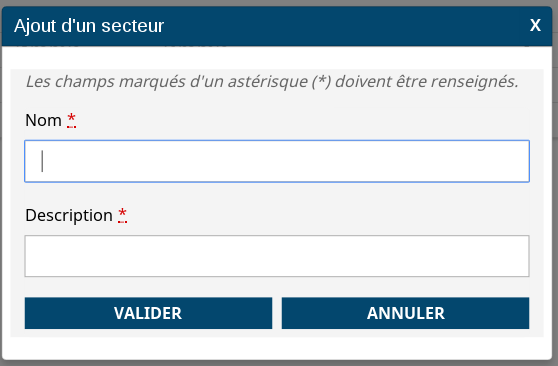 Ajout d'un secteur X
Les champs marqués d'un astérisque (*) doivent être renseignés.
Nom *
Description *
VALIDER ANNULER